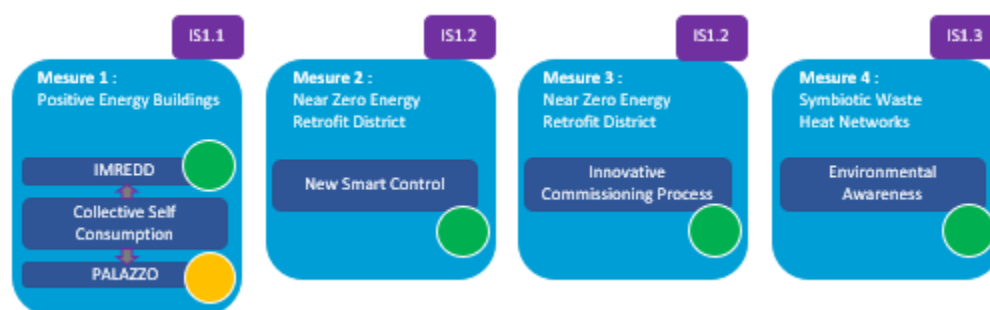 IS1.1
Mesure 1 :
Positive Energy Buildings
IMREDD
Collective Self
Consumption
PALAZZO
IS1.2
Mesure 2 :
Near Zero Energy
Retrofit District
New Smart Control
IS1.2
Mesure 3 :
Near Zero Energy
Retrofit District
Innovative
Commissioning Process
IS1.3
Mesure 4 :
Symbiotic Waste
Heat Networks
Environmental
Awareness